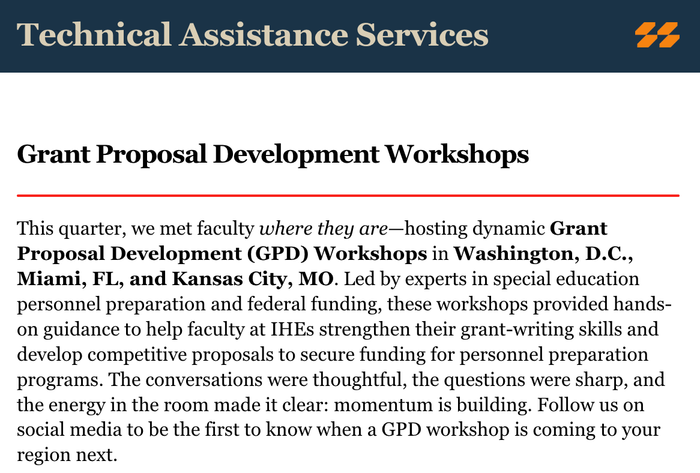 Technical Assistance Services
Grant Proposal Development Workshops
This quarter, we met faculty where they are—hosting dynamic Grant
Proposal Development (GPD) Workshops in Washington, D.C.,
Miami, FL, and Kansas City, MO. Led by experts in special education
personnel preparation and federal funding, these workshops provided hands-
on guidance to help faculty at IHEs strengthen their grant-writing skills and
develop competitive proposals to secure funding for personnel preparation
programs. The conversations were thoughtful, the questions were sharp, and
the energy in the room made it clear: momentum is building. Follow us on
social media to be the first to know when a GPD workshop is coming to your
region next.